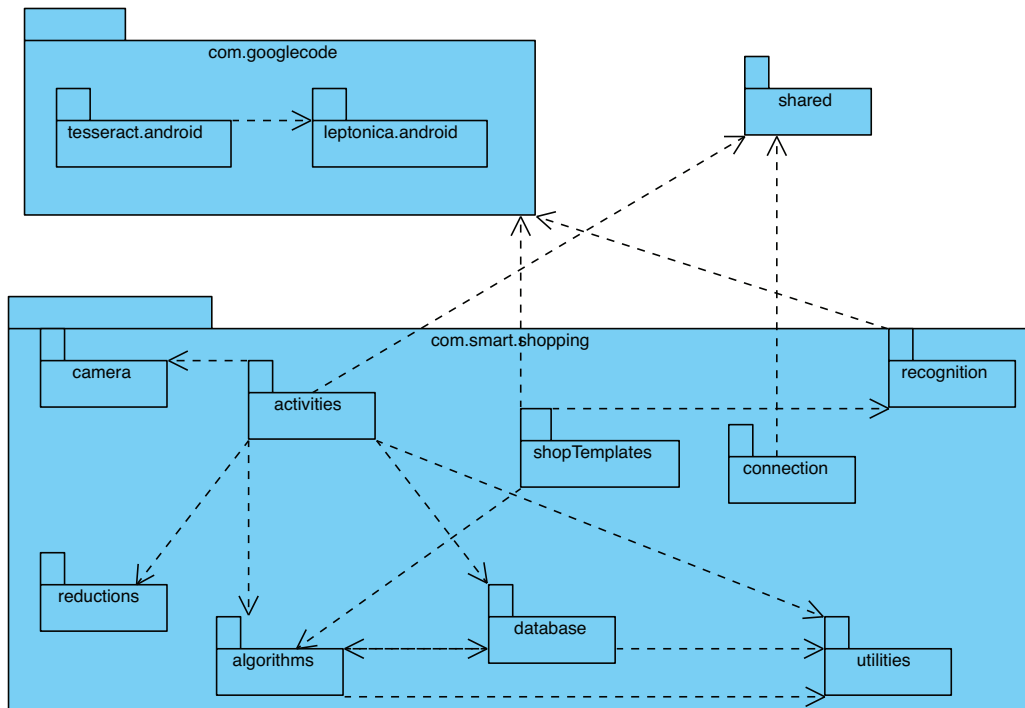 com.googlecode
tesseract.android
leptonica.android
shared
com.smart.shopping
camera
activities
recognition
shopTemplates
connection
reductions
algorithms
database
utilities